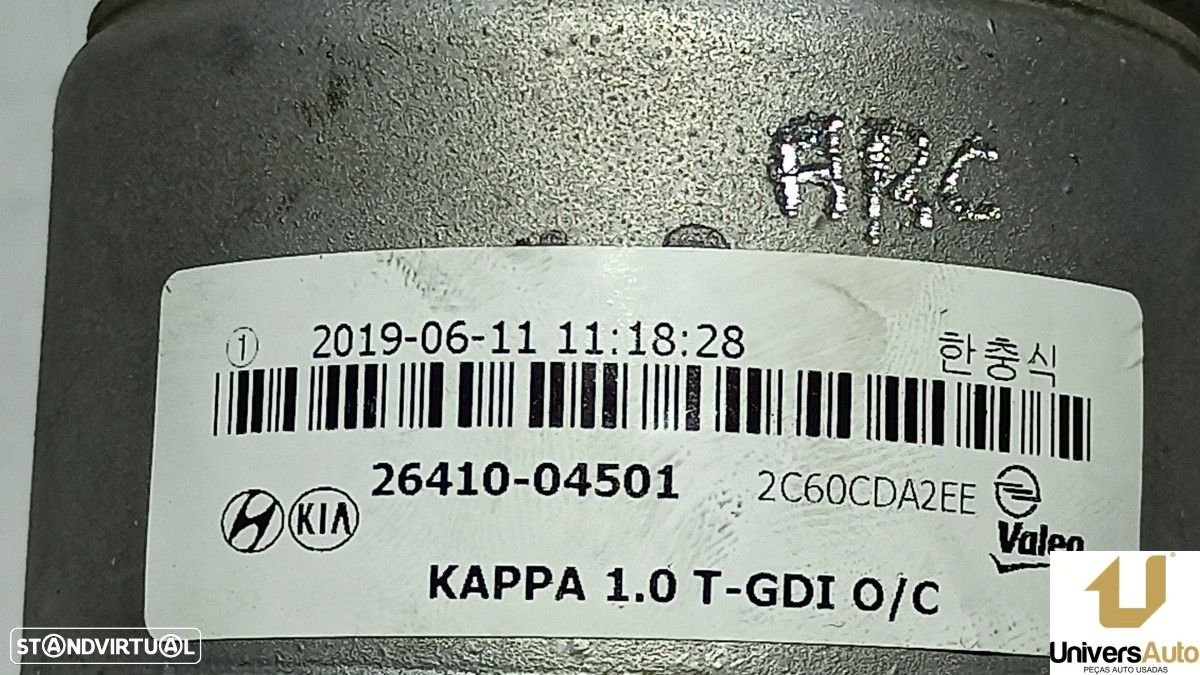 ARC
① 2019-06-11 11:18:28 한충식
26410-04501 2C60CDA2EE
KIA
Valeo
KAPPA 1.0 T-GDI O/C
STANDVIRTUAL
UniversAuto
PEÇAS AUTO USADAS